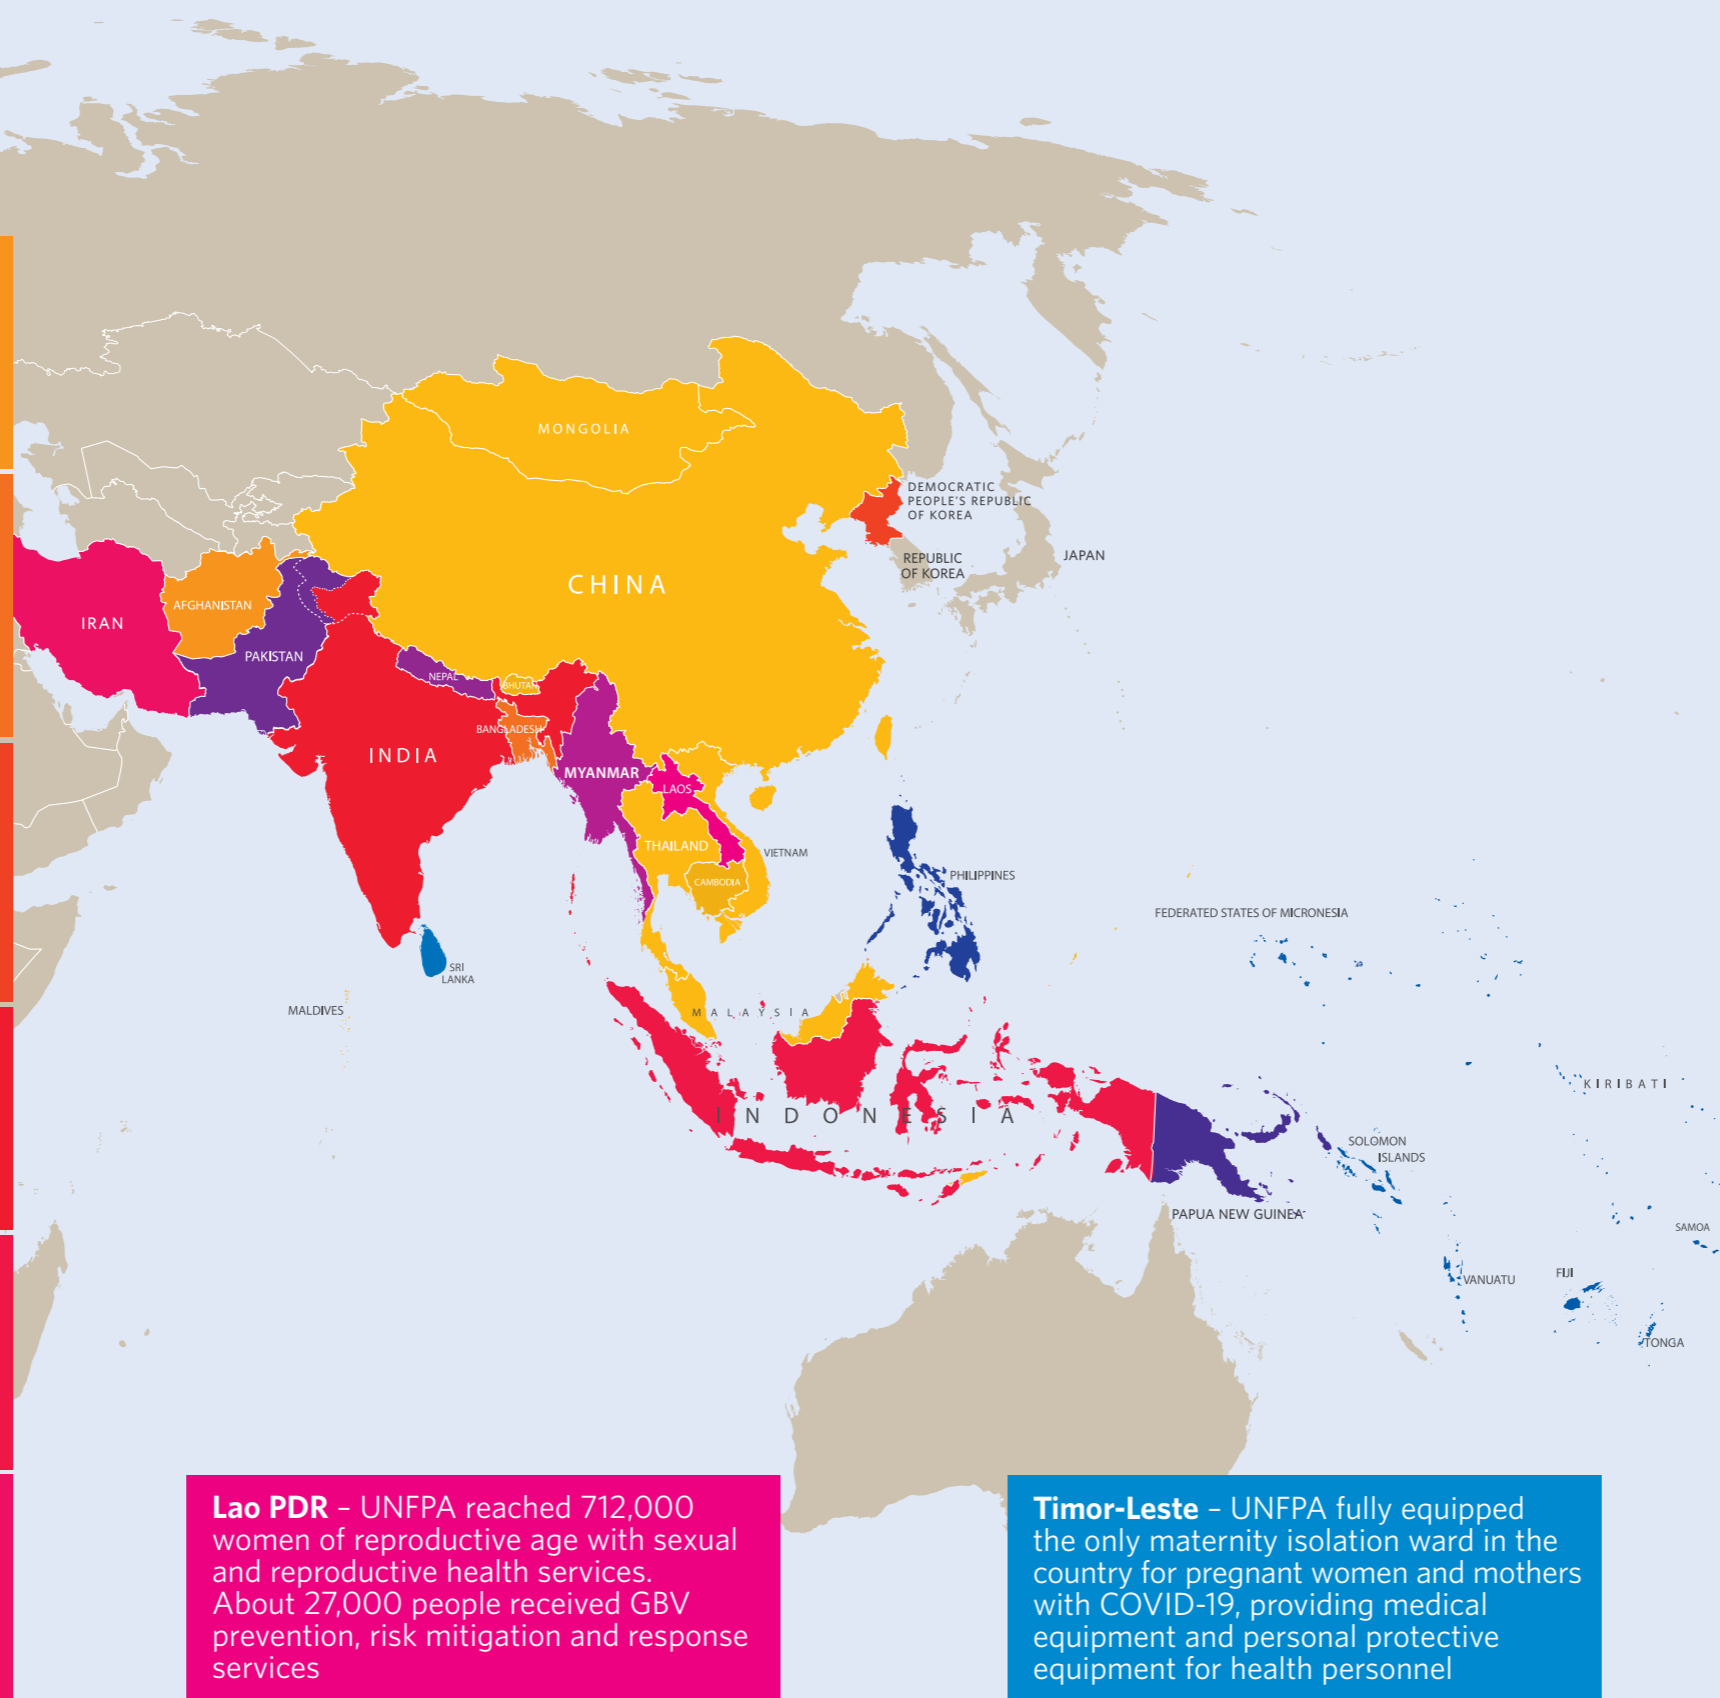 MONGOLIA
DEMOCRATIC
PEOPLE'S REPUBLIC
OF KOREA
REPUBLIC
OF KOREA
JAPAN
CHINA
AFGHANISTAN
IRAN
PAKISTAN
NEPAL
BHUTAN
BANGLADESH
INDIA
MYANMAR
LAOS
THAILAND
VIETNAM
CAMBODIA
PHILIPPINES
FEDERATED STATES OF MICRONESIA
SRI
LANKA
MALDIVES
MALAYSIA
KIRIBATI
INDONESIA
SOLOMON
ISLANDS
PAPUA NEW GUINEA
SAMOA
VANUATU
FIJI
TONGA
Lao PDR – UNFPA reached 712,000
women of reproductive age with sexual
and reproductive health services.
About 27,000 people received GBV
prevention, risk mitigation and response
services
Timor-Leste – UNFPA fully equipped
the only maternity isolation ward in the
country for pregnant women and mothers
with COVID-19, providing medical
equipment and personal protective
equipment for health personnel